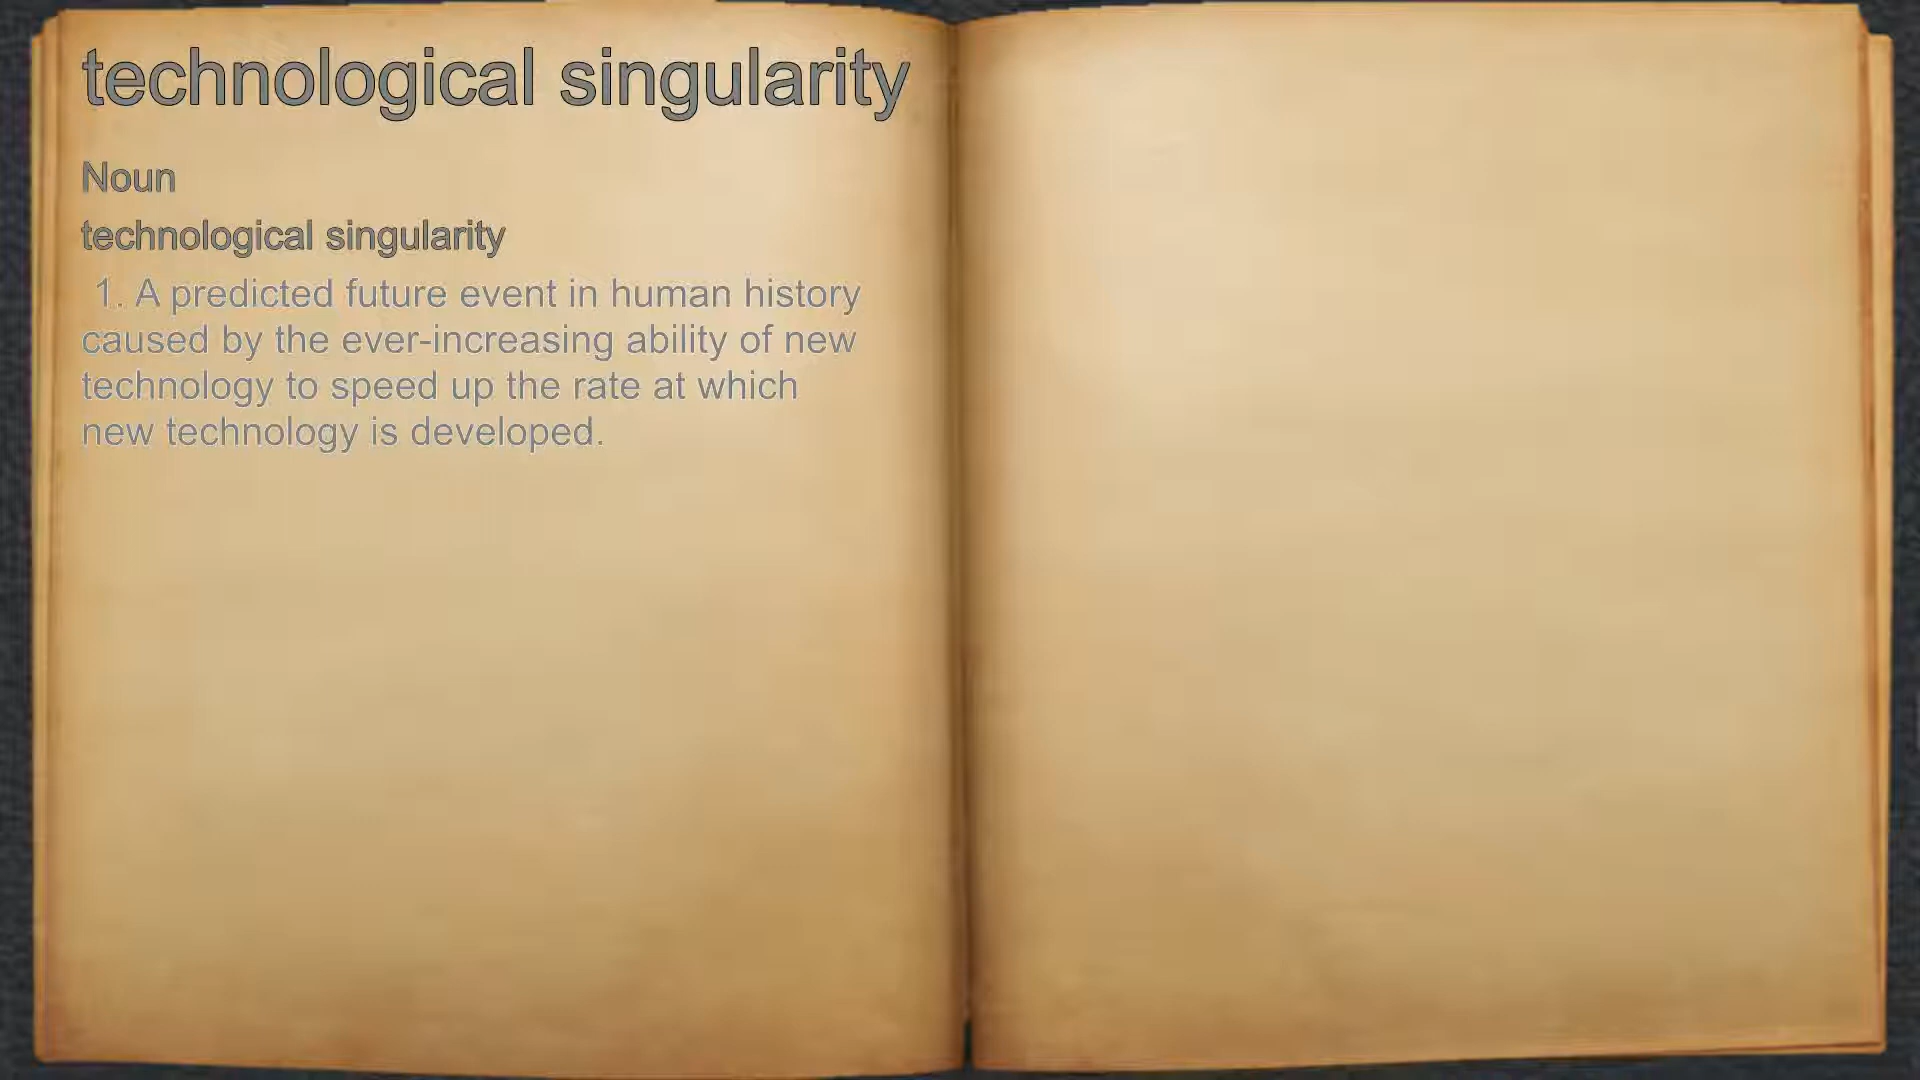 technological singularity
Noun
technological singularity
1. A predicted future event in human history
caused by the ever-increasing ability of new
technology to speed up the rate at which
new technology is developed.